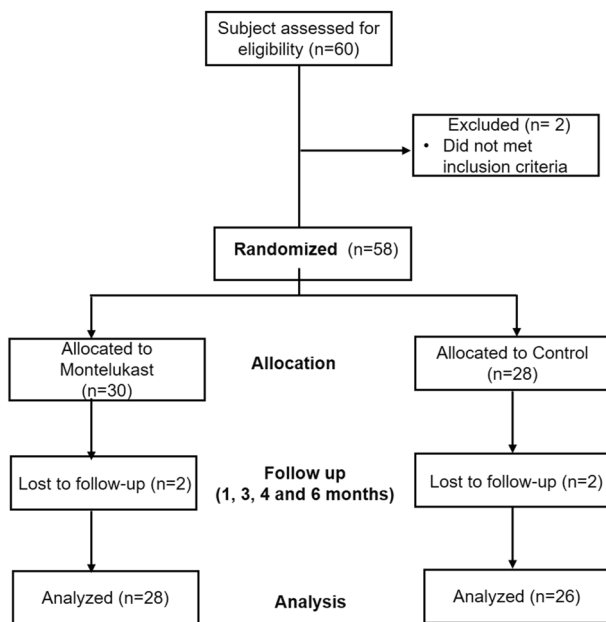 Subject assessed for
eligibility (n=60)
Excluded (n= 2)
• Did not met
inclusion criteria
Randomized (n=58)
Allocated to
Montelukast
(n=30)
Allocation
Allocated to Control
(n=28)
Lost to follow-up (n=2)
Follow up
(1, 3, 4 and 6 months)
Lost to follow-up (n=2)
Analyzed (n=28)
Analysis
Analyzed (n=26)